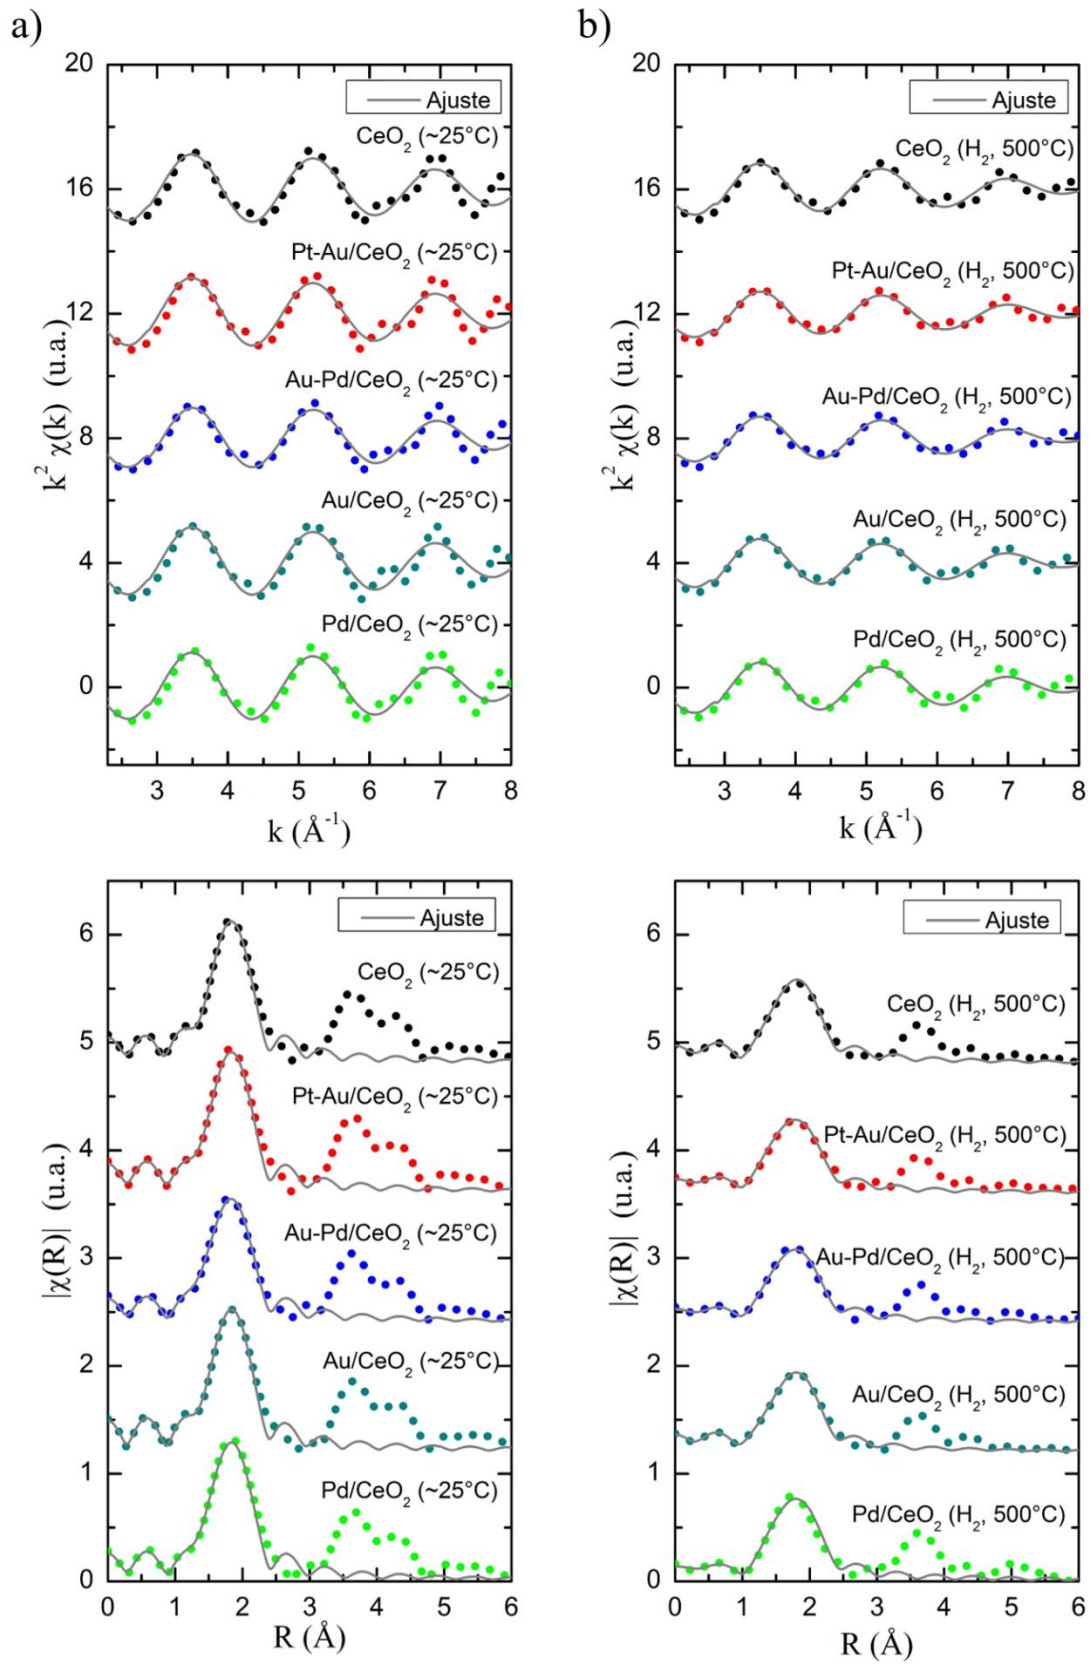 a)
20
16
12
8
4
0
k² χ(k) (u.a.)
Ajuste
CeO₂ (~25°C)
Pt-Au/CeO₂ (~25°C)
Au-Pd/CeO₂ (~25°C)
Au/CeO₂ (~25°C)
Pd/CeO₂ (~25°C)
3 4 5 6 7 8
k (Å⁻¹)
b)
20
16
12
8
4
0
k² χ(k) (u.a.)
Ajuste
CeO₂ (H₂, 500°C)
Pt-Au/CeO₂ (H₂, 500°C)
Au-Pd/CeO₂ (H₂, 500°C)
Au/CeO₂ (H₂, 500°C)
Pd/CeO₂ (H₂, 500°C)
3 4 5 6 7 8
k (Å⁻¹)
6
5
4
3
2
1
0
|χ(R)| (u.a.)
Ajuste
CeO₂ (~25°C)
Pt-Au/CeO₂ (~25°C)
Au-Pd/CeO₂ (~25°C)
Au/CeO₂ (~25°C)
Pd/CeO₂ (~25°C)
0 1 2 3 4 5 6
R (Å)
6
5
4
3
2
1
0
|χ(R)| (u.a.)
Ajuste
CeO₂ (H₂, 500°C)
Pt-Au/CeO₂ (H₂, 500°C)
Au-Pd/CeO₂ (H₂, 500°C)
Au/CeO₂ (H₂, 500°C)
Pd/CeO₂ (H₂, 500°C)
0 1 2 3 4 5 6
R (Å)